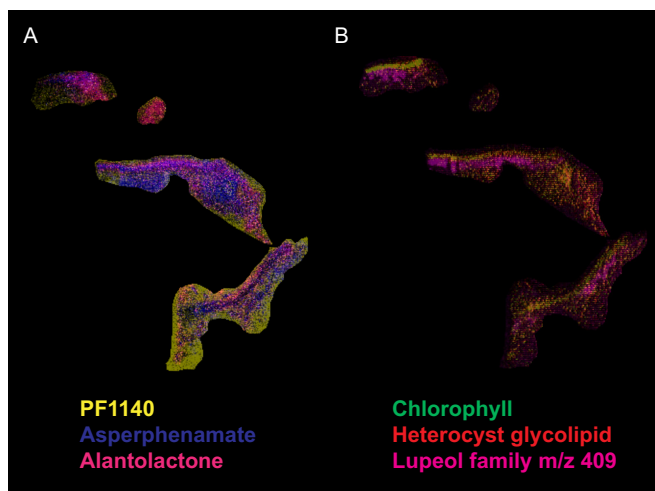 A
B
PF1140
Asperphenamate
Alantolactone
Chlorophyll
Heterocyst glycolipid
Lupeol family m/z 409